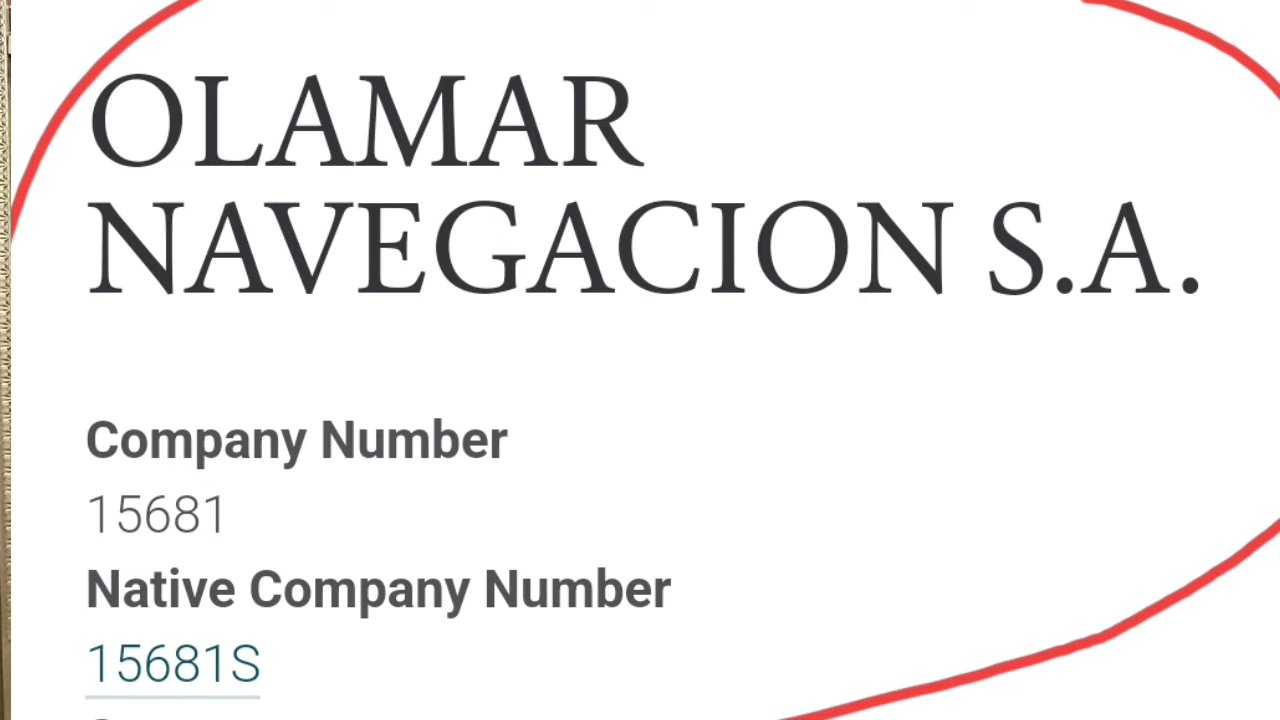 OLAMAR
NAVEGACION S.A.
Company Number
15681
Native Company Number
15681S